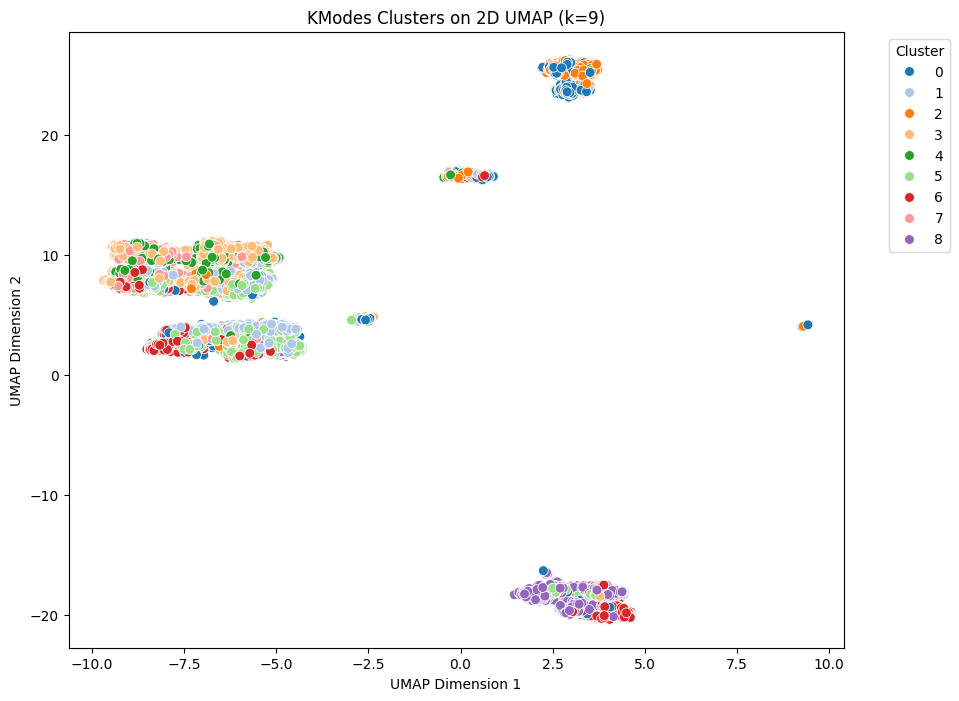 KModes Clusters on 2D UMAP (k=9)
Cluster
0
1
2
3
4
5
6
7
8
20
10
0
−10
−20
UMAP Dimension 2
−10.0 −7.5 −5.0 −2.5 0.0 2.5 5.0 7.5 10.0
UMAP Dimension 1